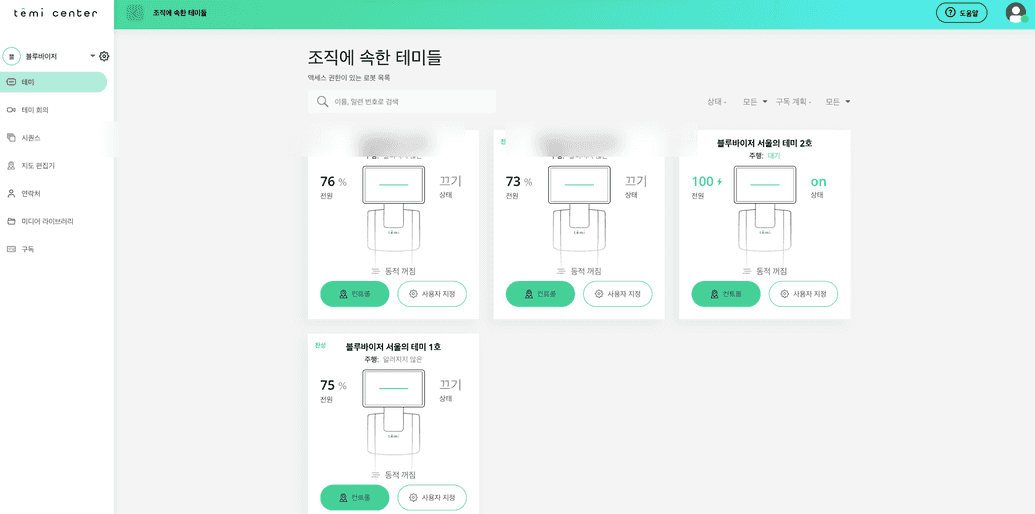 temi center
조직에 속한 테미들
도움말
블루바이저
테미
테미 회의
시퀀스
지도 편집기
연락처
미디어 라이브러리
구독
조직에 속한 테미들
액세스 권한이 있는 로봇 목록
이름, 일련 번호로 검색
상태 - 모든 구독 계획 - 모든
76 %
전원
끄기
상태
temi
동적 꺼짐
컨트롤
사용자 지정
73 %
전원
끄기
상태
temi
동적 꺼짐
컨트롤
사용자 지정
블루바이저 서울의 테미 2호
주행: 대기
100
전원
on
상태
temi
동적 꺼짐
컨트롤
사용자 지정
찬성
블루바이저 서울의 테미 1호
주행: 알려지지 않은
75 %
전원
끄기
상태
temi
동적 꺼짐
컨트롤
사용자 지정